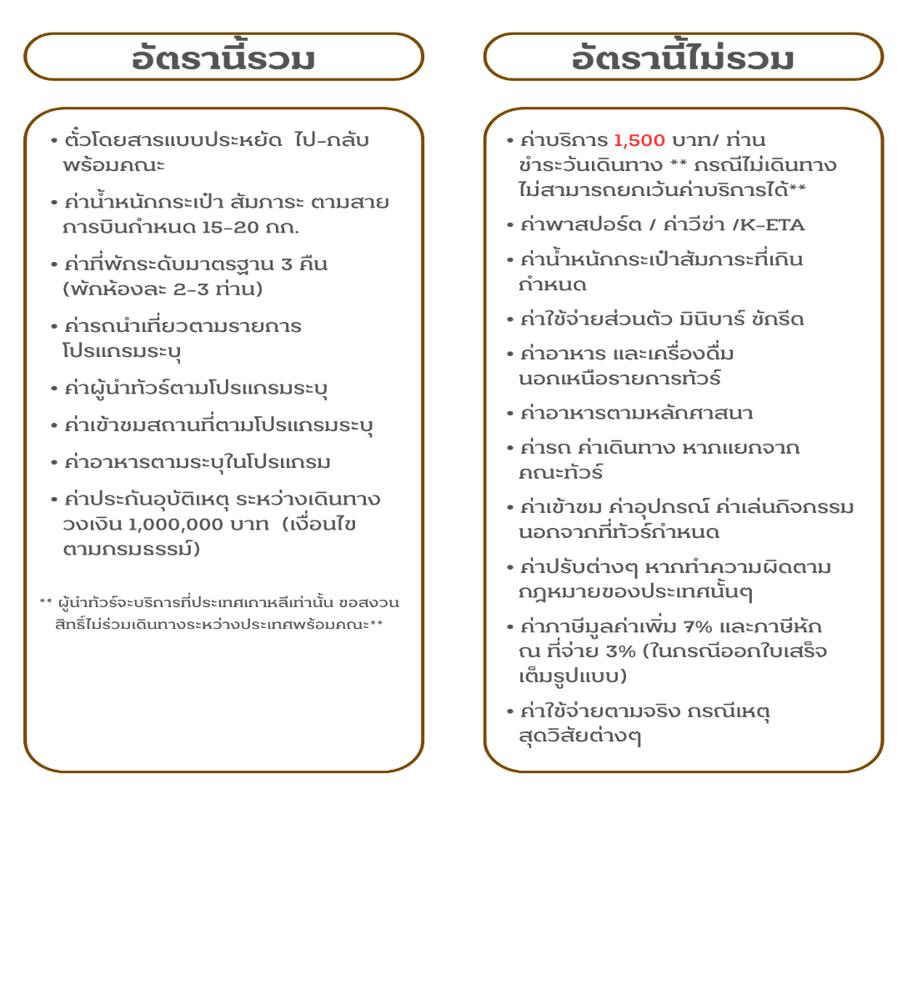 อัตรานี้รวม
• ตั๋วโดยสารแบบประหยัด ไป-กลับ
พร้อมคณะ
• ค่าน้ำหนักกระเป๋า สัมภาระ ตามสาย
การบินกำหนด 15-20 กก.
• ค่าที่พักระดับมาตรฐาน 3 คืน
(พักห้องละ 2-3 ท่าน)
• ค่ารถนำเที่ยวตามรายการ
โปรแกรมระบุ
• ค่าผู้นำทัวร์ตามโปรแกรมระบุ
• ค่าเข้าชมสถานที่ตามโปรแกรมระบุ
• ค่าอาหารตามระบุในโปรแกรม
• ค่าประกันอุบัติเหตุ ระหว่างเดินทาง
วงเงิน 1,000,000 บาท (เงื่อนไข
ตามกรมธรรม์)
** ผู้นำทัวร์จะบริการที่ประเทศเกาหลีเท่านั้น ขอสงวน
สิทธิ์ไม่ร่วมเดินทางระหว่างประเทศพร้อมคณะ**
อัตรานี้ไม่รวม
• ค่าบริการ 1,500 บาท/ ท่าน
ชำระวันเดินทาง ** กรณีไม่เดินทาง
ไม่สามารถยกเว้นค่าบริการได้**
• ค่าพาสปอร์ต / ค่าวีซ่า /K-ETA
• ค่าน้ำหนักกระเป๋าสัมภาระที่เกิน
กำหนด
• ค่าใช้จ่ายส่วนตัว มินิบาร์ ซักรีด
• ค่าอาหาร และเครื่องดื่ม
นอกเหนือรายการทัวร์
• ค่าอาหารตามหลักศาสนา
• ค่ารถ ค่าเดินทาง หากแยกจาก
คณะทัวร์
• ค่าเข้าชม ค่าอุปกรณ์ ค่าเล่นกิจกรรม
นอกจากที่ทัวร์กำหนด
• ค่าปรับต่างๆ หากทำความผิดตาม
กฎหมายของประเทศนั้นๆ
• ค่าภาษีมูลค่าเพิ่ม 7% และภาษีหัก
ณ ที่จ่าย 3% (ในกรณีออกใบเสร็จ
เต็มรูปแบบ)
• ค่าใช้จ่ายตามจริง กรณีเหตุ
สุดวิสัยต่างๆ